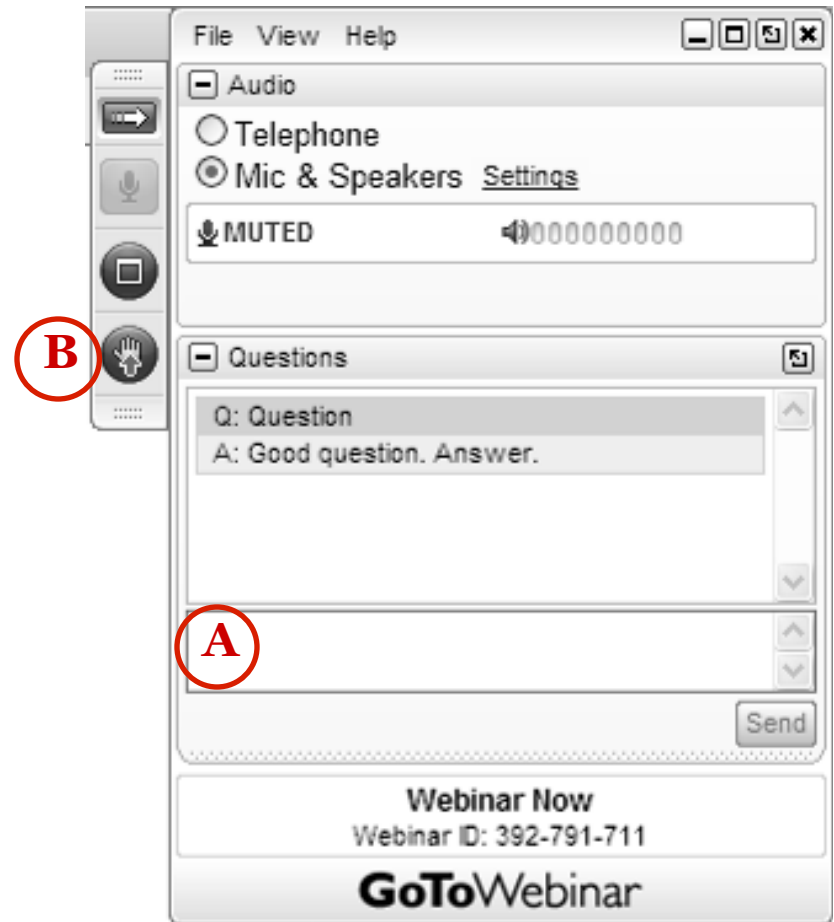 File View Help
Audio
Telephone
Mic & Speakers Settings
MUTED 000000000
B
Questions
Q: Question
A: Good question. Answer.
A
Send
Webinar Now
Webinar ID: 392-791-711
GoToWebinar